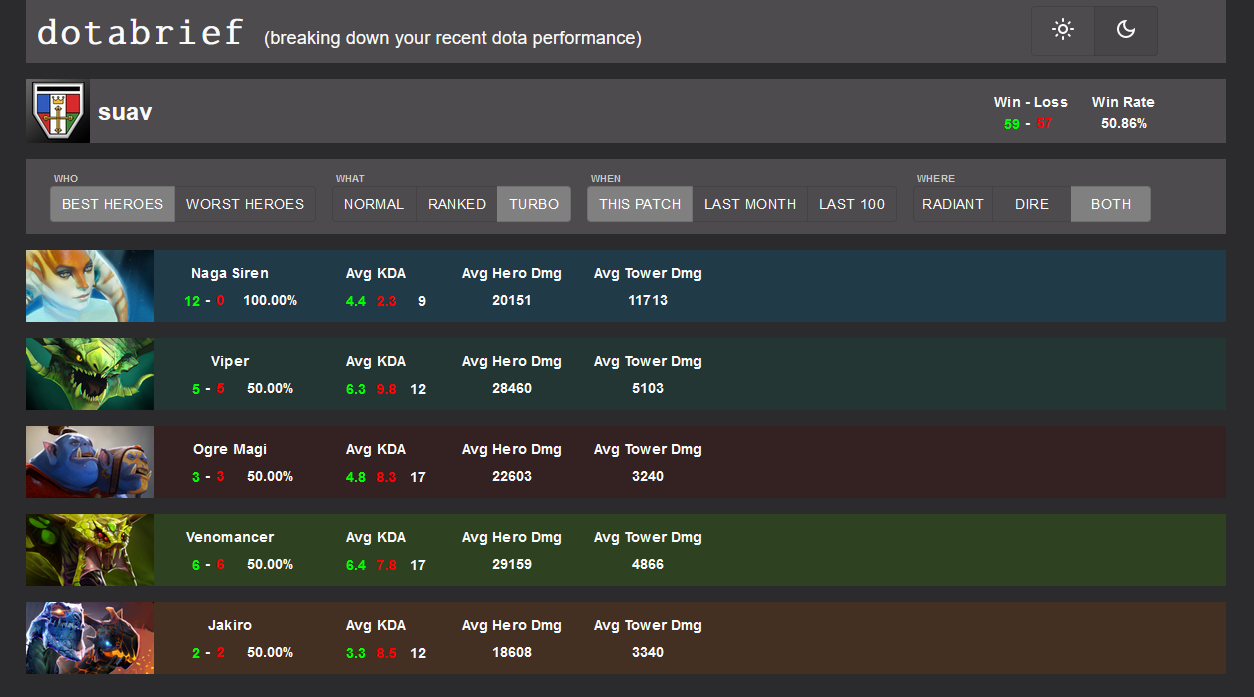 dotabrief (breaking down your recent dota performance)
suav
Win - Loss Win Rate
59 - 57 50.86%
WHO WHAT WHEN WHERE
BEST HEROES WORST HEROES NORMAL RANKED TURBO THIS PATCH LAST MONTH LAST 100 RADIANT DIRE BOTH
Naga Siren Avg KDA Avg Hero Dmg Avg Tower Dmg
12 - 0 100.00% 4.4 2.3 9 20151 11713
Viper Avg KDA Avg Hero Dmg Avg Tower Dmg
5 - 5 50.00% 6.3 9.8 12 28460 5103
Ogre Magi Avg KDA Avg Hero Dmg Avg Tower Dmg
3 - 3 50.00% 4.8 8.3 17 22603 3240
Venomancer Avg KDA Avg Hero Dmg Avg Tower Dmg
6 - 6 50.00% 6.4 7.8 17 29159 4866
Jakiro Avg KDA Avg Hero Dmg Avg Tower Dmg
2 - 2 50.00% 3.3 8.5 12 18608 3340